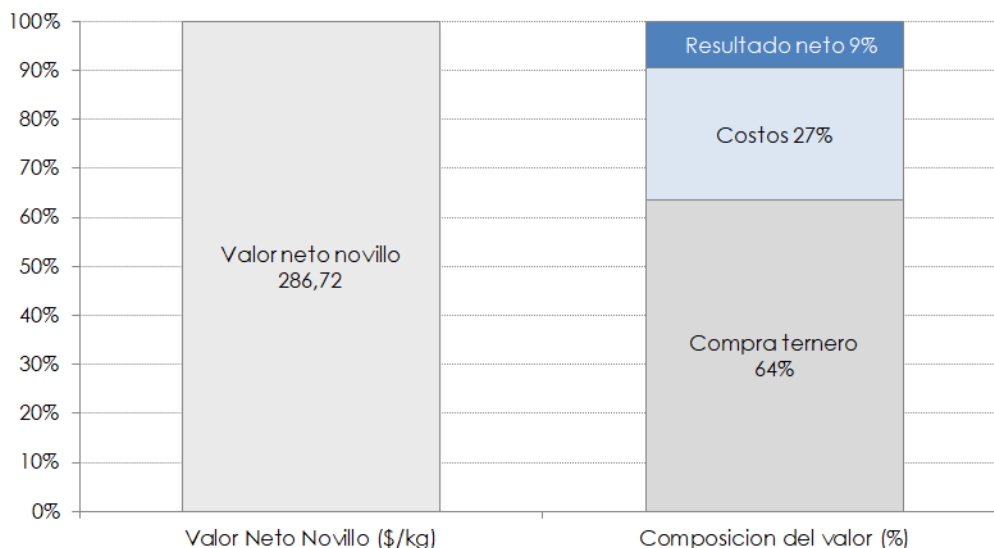 100%
90%
80%
70%
60%
50%
40%
30%
20%
10%
0%
Valor neto novillo
286,72
Resultado neto 9%
Costos 27%
Compra ternero
64%
Valor Neto Novillo ($/kg)
Composicion del valor (%)